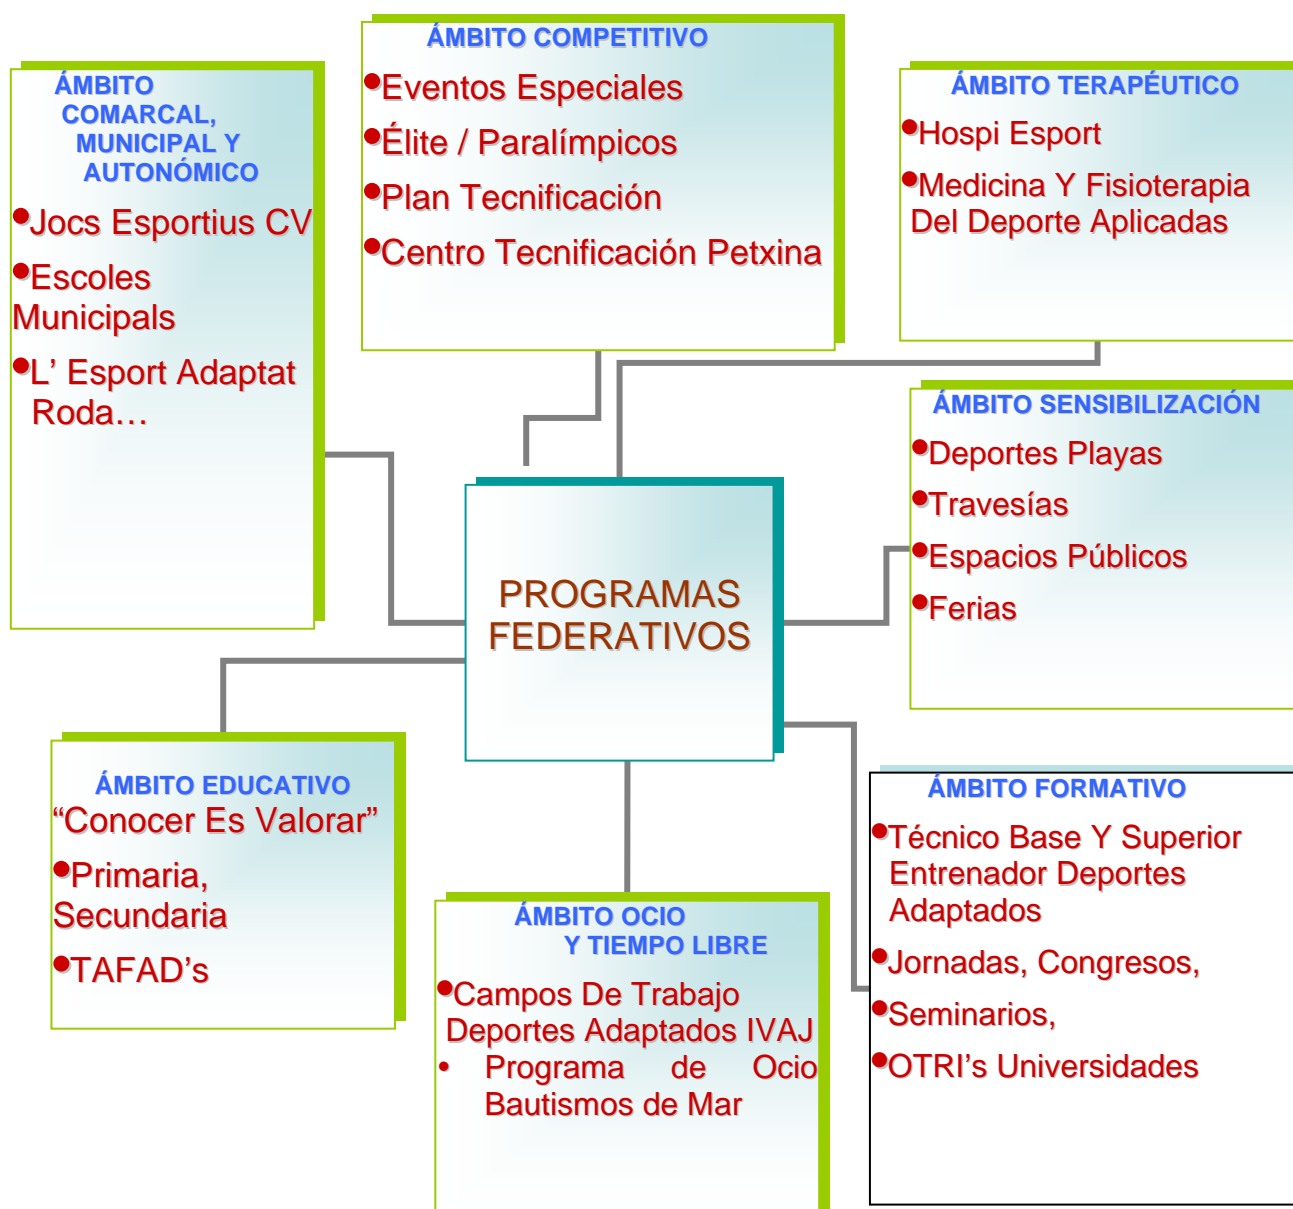 ÁMBITO
COMARCAL,
MUNICIPAL Y
AUTONÓMICO
•Jocs Esportius CV
•Escoles
Municipals
•L’ Esport Adaptat
Roda…
ÁMBITO COMPETITIVO
•Eventos Especiales
•Élite / Paralímpicos
•Plan Tecnificación
•Centro Tecnificación Petxina
ÁMBITO TERAPÉUTICO
•Hospi Esport
•Medicina Y Fisioterapia
Del Deporte Aplicadas
ÁMBITO SENSIBILIZACIÓN
•Deportes Playas
•Travesías
•Espacios Públicos
•Ferias
PROGRAMAS
FEDERATIVOS
ÁMBITO EDUCATIVO
“Conocer Es Valorar”
•Primaria,
Secundaria
•TAFAD’s
ÁMBITO OCIO
Y TIEMPO LIBRE
•Campos De Trabajo
Deportes Adaptados IVAJ
• Programa de Ocio
Bautismos de Mar
ÁMBITO FORMATIVO
•Técnico Base Y Superior
Entrenador Deportes
Adaptados
•Jornadas, Congresos,
•Seminarios,
•OTRI’s Universidades